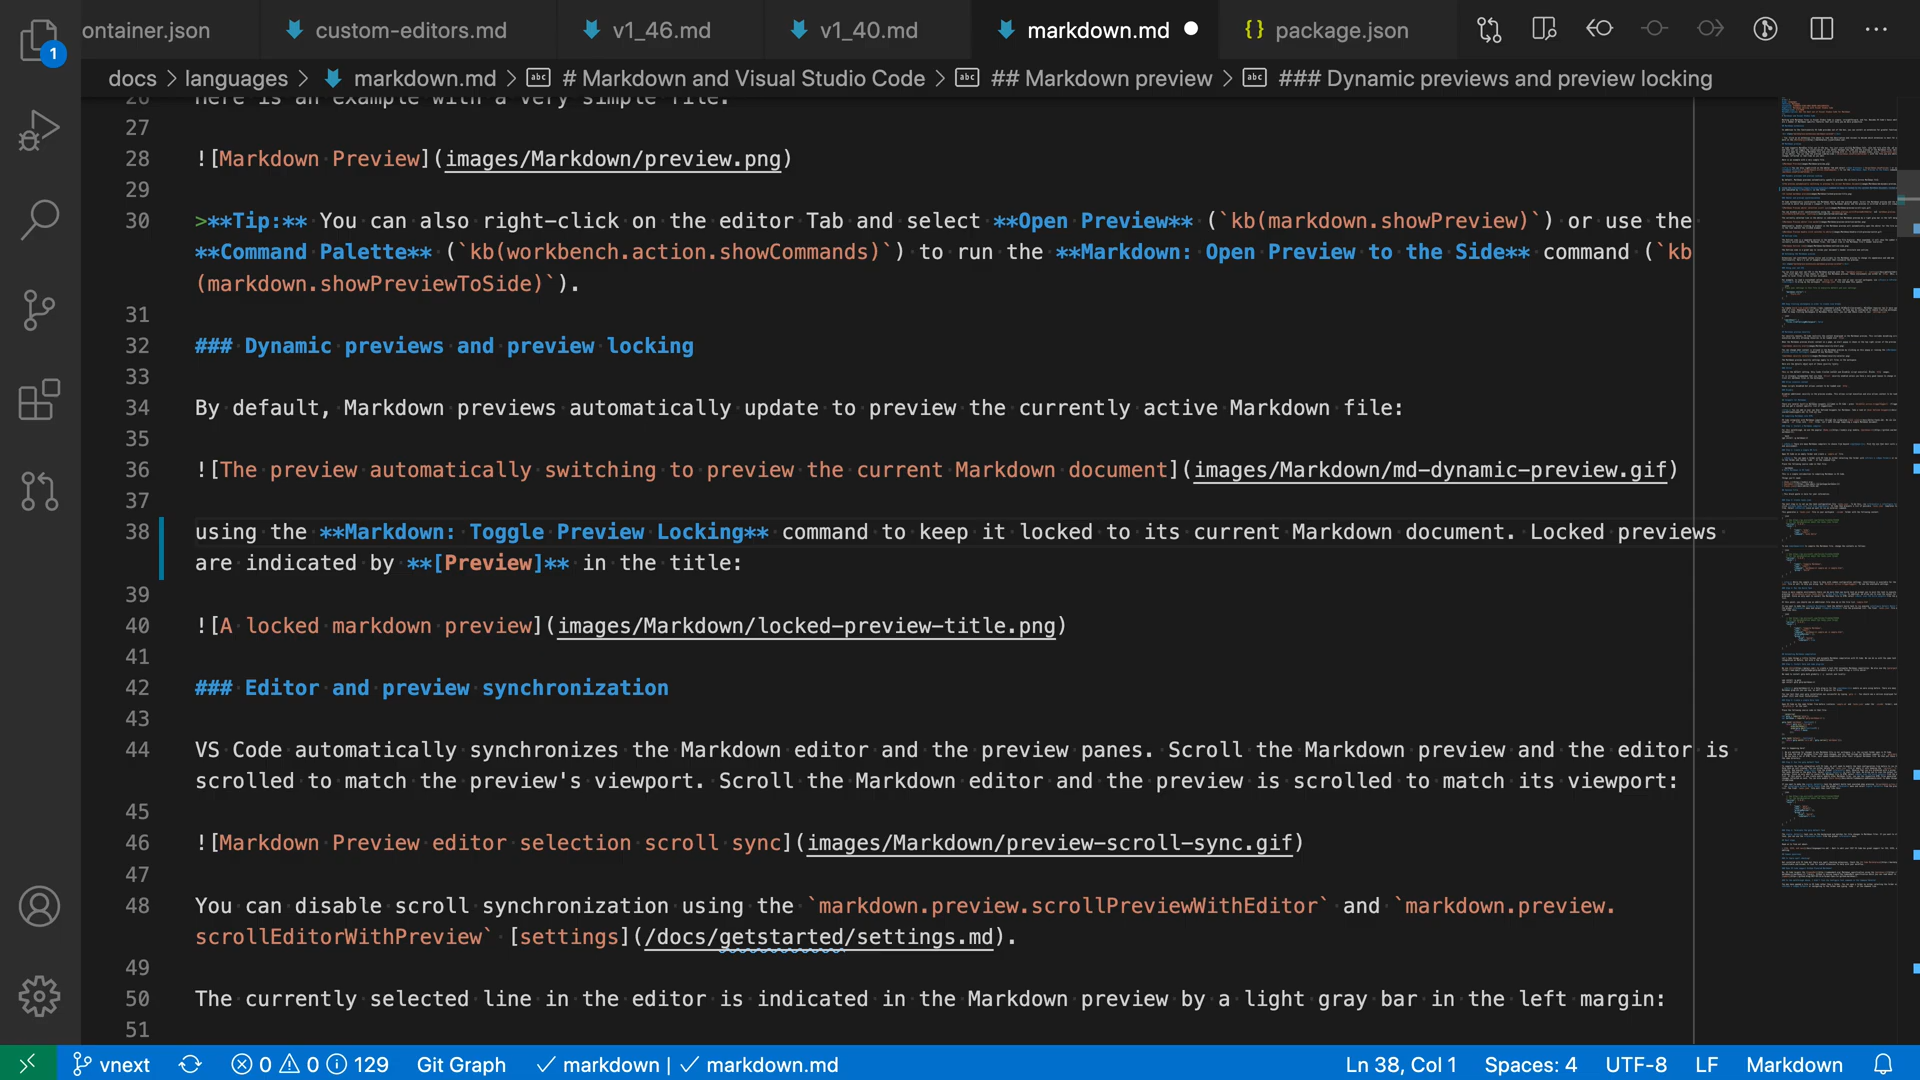 ontainer.json custom-editors.md v1_46.md v1_40.md markdown.md {} package.json
1
docs > languages > markdown.md > abc # Markdown and Visual Studio Code > abc ## Markdown preview > abc ### Dynamic previews and preview locking
26 Here is an example with a very simple file.
27
28 ![Markdown Preview](images/Markdown/preview.png)
29
30 >**Tip:** You can also right-click on the editor Tab and select **Open Preview** (`kb(markdown.showPreview)`) or use the
**Command Palette** (`kb(workbench.action.showCommands)`) to run the **Markdown: Open Preview to the Side** command (`kb
(markdown.showPreviewToSide)`).
31
32 ### Dynamic previews and preview locking
33
34 By default, Markdown previews automatically update to preview the currently active Markdown file:
35
36 ![The preview automatically switching to preview the current Markdown document](images/Markdown/md-dynamic-preview.gif)
37
38 using the **Markdown: Toggle Preview Locking** command to keep it locked to its current Markdown document. Locked previews
are indicated by **[Preview]** in the title:
39
40 ![A locked markdown preview](images/Markdown/locked-preview-title.png)
41
42 ### Editor and preview synchronization
43
44 VS Code automatically synchronizes the Markdown editor and the preview panes. Scroll the Markdown preview and the editor is
scrolled to match the preview's viewport. Scroll the Markdown editor and the preview is scrolled to match its viewport:
45
46 ![Markdown Preview editor selection scroll sync](images/Markdown/preview-scroll-sync.gif)
47
48 You can disable scroll synchronization using the `markdown.preview.scrollPreviewWithEditor` and `markdown.preview.
scrollEditorWithPreview` [settings](/docs/getstarted/settings.md).
49
50 The currently selected line in the editor is indicated in the Markdown preview by a light gray bar in the left margin:
51
vnext 0 0 129 Git Graph ✓ markdown | ✓ markdown.md Ln 38, Col 1 Spaces: 4 UTF-8 LF Markdown